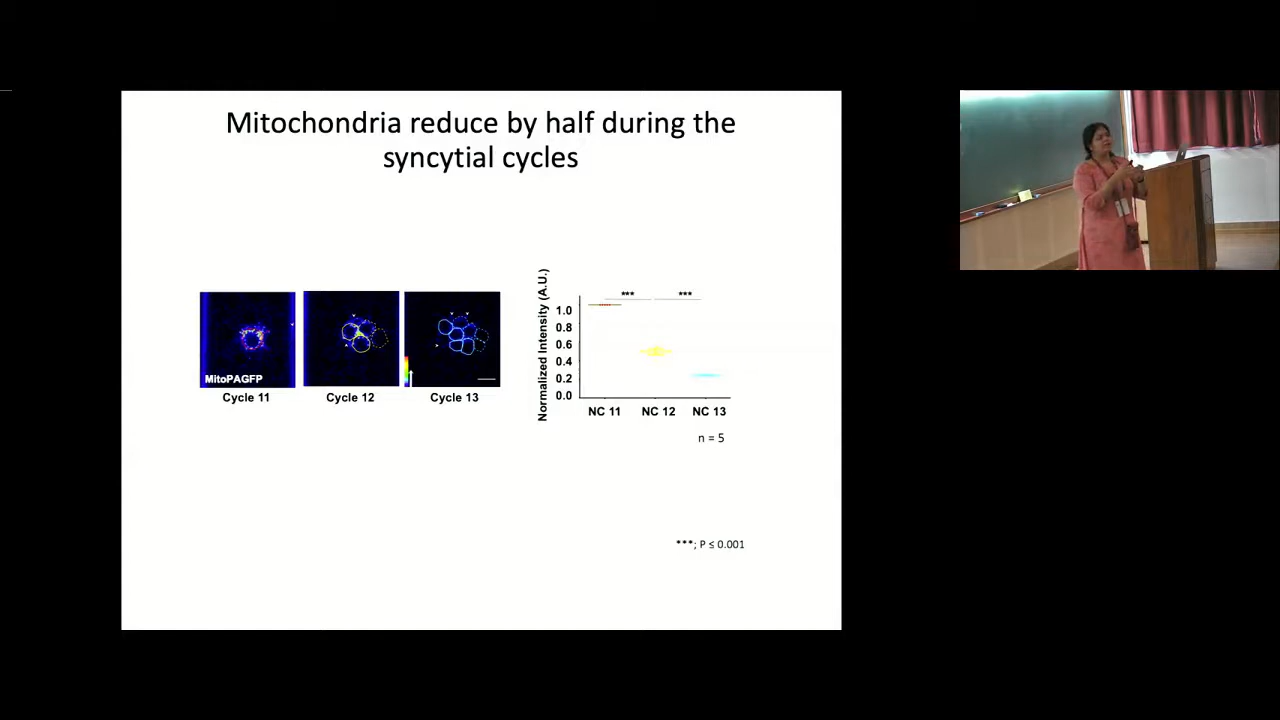 Mitochondria reduce by half during the
syncytial cycles
MitoPAGFP
Cycle 11
Cycle 12
Cycle 13
Normalized Intensity (A.U.)
1.0
0.8
0.6
0.4
0.2
0.0
***
***
NC 11
NC 12
NC 13
n = 5
***; P ≤ 0.001